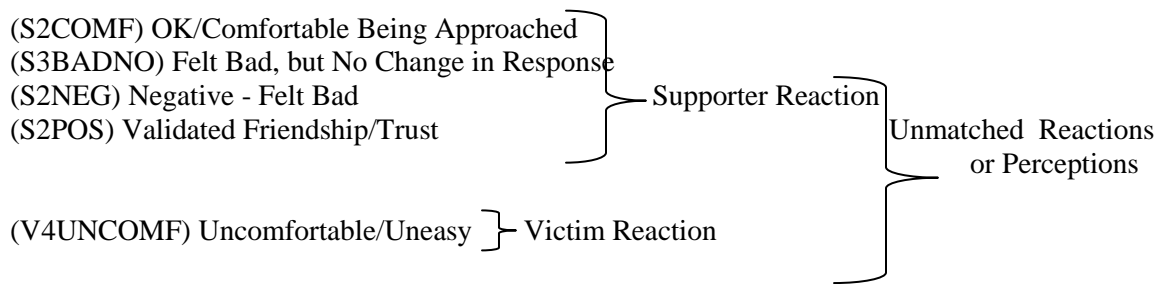 (S2COMF) OK/Comfortable Being Approached
(S3BADNO) Felt Bad, but No Change in Response
(S2NEG) Negative - Felt Bad
(S2POS) Validated Friendship/Trust
Supporter Reaction
Unmatched Reactions
or Perceptions
(V4UNCOMF) Uncomfortable/Uneasy
Victim Reaction